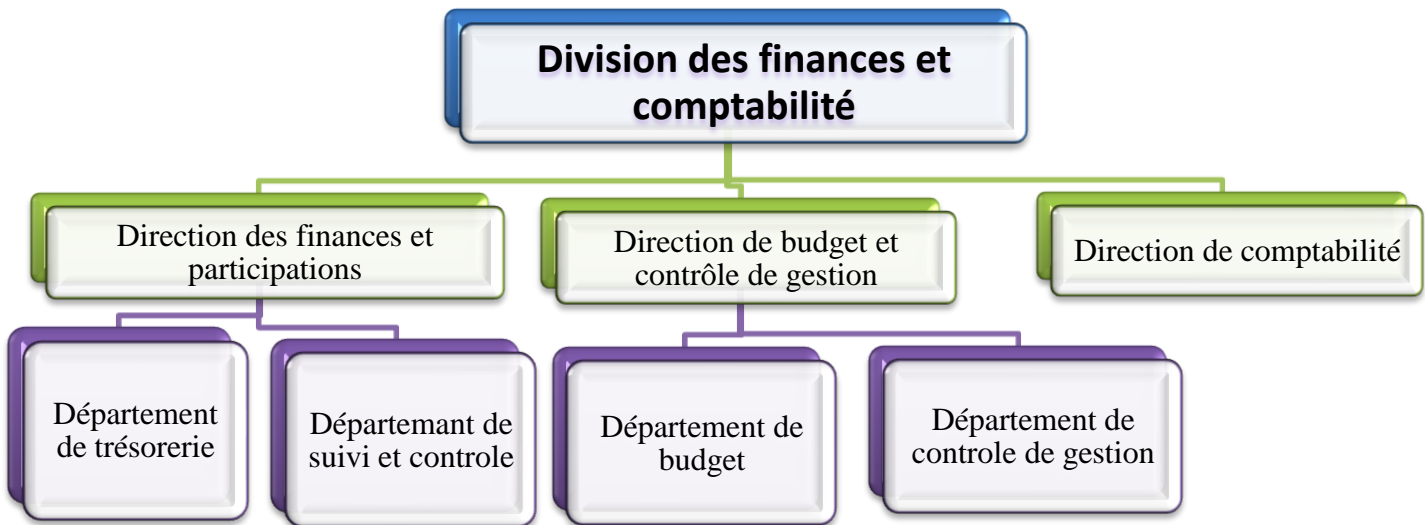 Division des finances et
comptabilité
Direction des finances et
participations
Direction de budget et
contrôle de gestion
Direction de comptabilité
Département
de trésorerie
Départemant de
suivi et controle
Département de
budget
Département de
controle de gestion